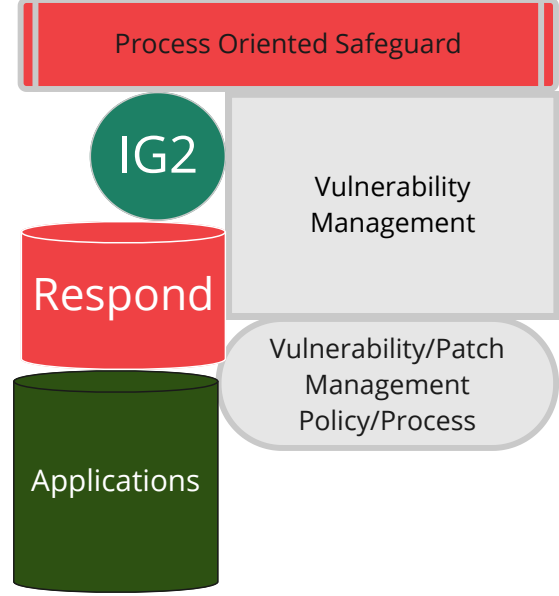 Process Oriented Safeguard
IG2
Vulnerability
Management
Respond
Vulnerability/Patch
Management
Policy/Process
Applications